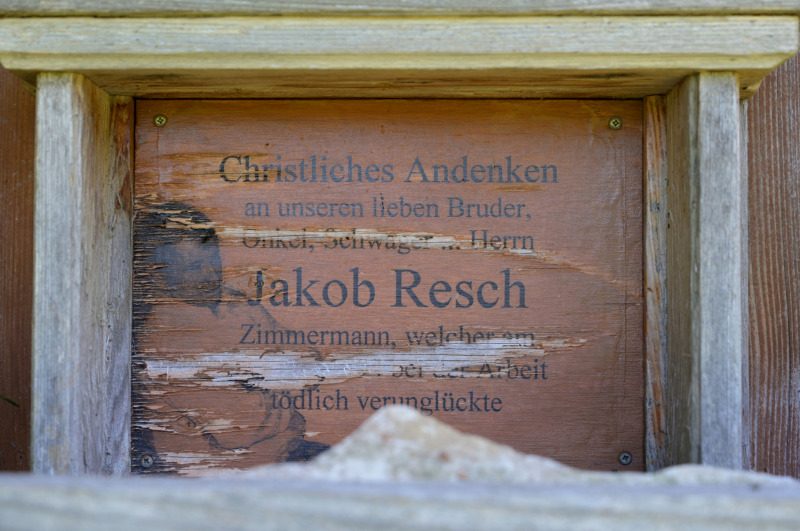 Christliches Andenken
an unseren lieben Bruder,
Onkel, Schwager ... Herrn
Jakob Resch
Zimmermann, welcher am
bei der Arbeit
tödlich verunglückte